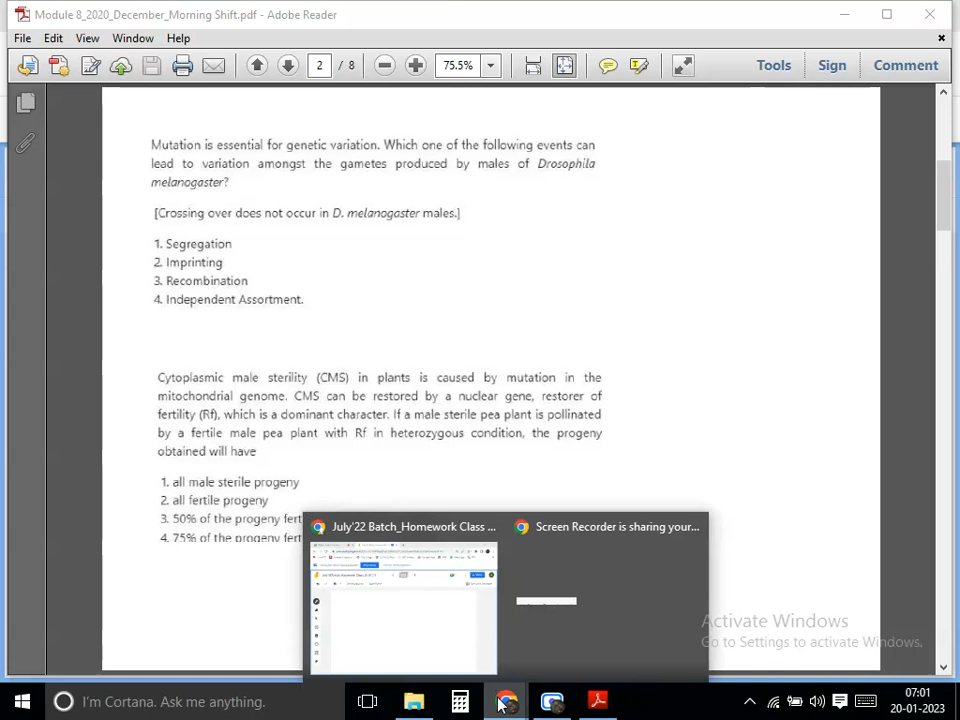 Module 8_2020_December_Morning Shift.pdf - Adobe Reader
File Edit View Window Help
2 / 8 75.5% Tools Sign Comment
Mutation is essential for genetic variation. Which one of the following events can
lead to variation amongst the gametes produced by males of Drosophila
melanogaster?
[Crossing over does not occur in D. melanogaster males.]
1. Segregation
2. Imprinting
3. Recombination
4. Independent Assortment.
Cytoplasmic male sterility (CMS) in plants is caused by mutation in the
mitochondrial genome. CMS can be restored by a nuclear gene, restorer of
fertility (Rf), which is a dominant character. If a male sterile pea plant is pollinated
by a fertile male pea plant with Rf in heterozygous condition, the progeny
obtained will have
1. all male sterile progeny
2. all fertile progeny
3. 50% of the progeny fert
4. 75% of the progeny fert
July'22 Batch_Homework Class ...
Screen Recorder is sharing your...
Activate Windows
Go to Settings to activate Windows.
I'm Cortana. Ask me anything.
07:01
20-01-2023